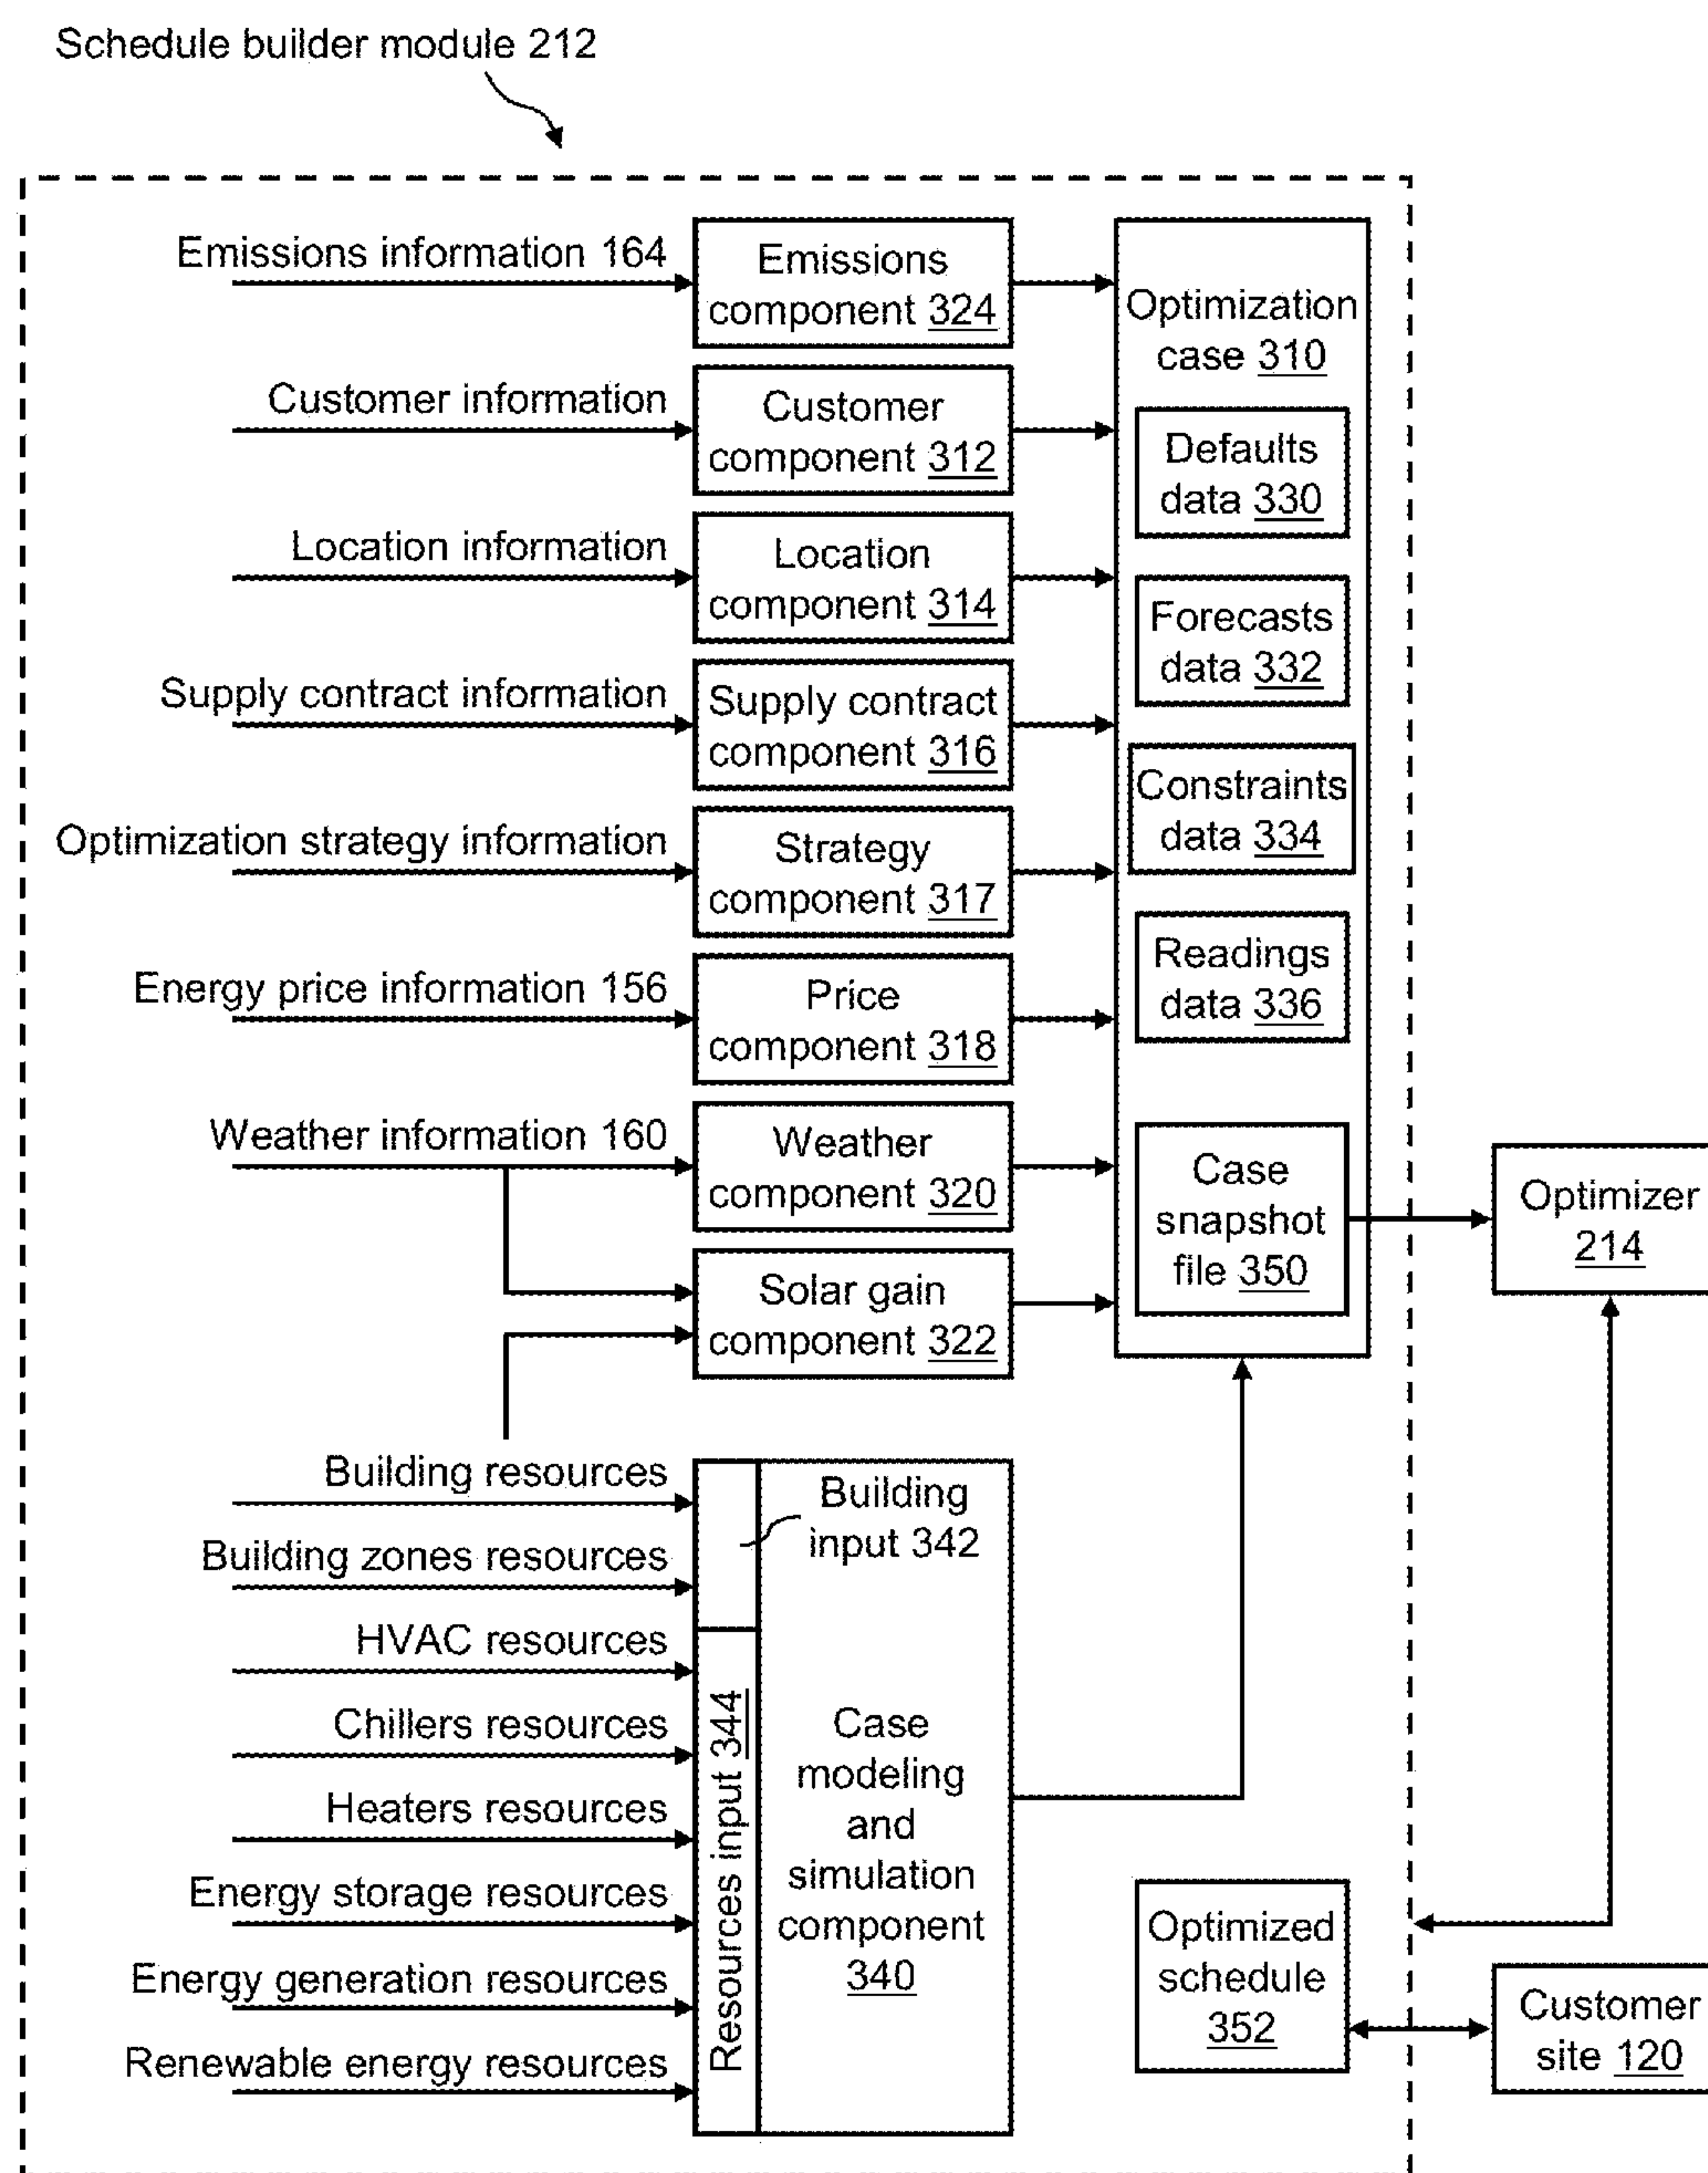 Schedule builder module 212
Emissions information 164
Emissions
component 324
Customer information
Customer
component 312
Location information
Location
component 314
Supply contract information
Supply contract
component 316
Optimization strategy information
Strategy
component 317
Energy price information 156
Price
component 318
Weather information 160
Weather
component 320
Solar gain
component 322
Optimization
case 310
Defaults
data 330
Forecasts
data 332
Constraints
data 334
Readings
data 336
Case
snapshot
file 350
Optimizer
214
Building resources
Building zones resources
HVAC resources
Chillers resources
Heaters resources
Energy storage resources
Energy generation resources
Renewable energy resources
Building
input 342
Resources input 344
Case
modeling
and
simulation
component
340
Optimized
schedule
352
Customer
site 120